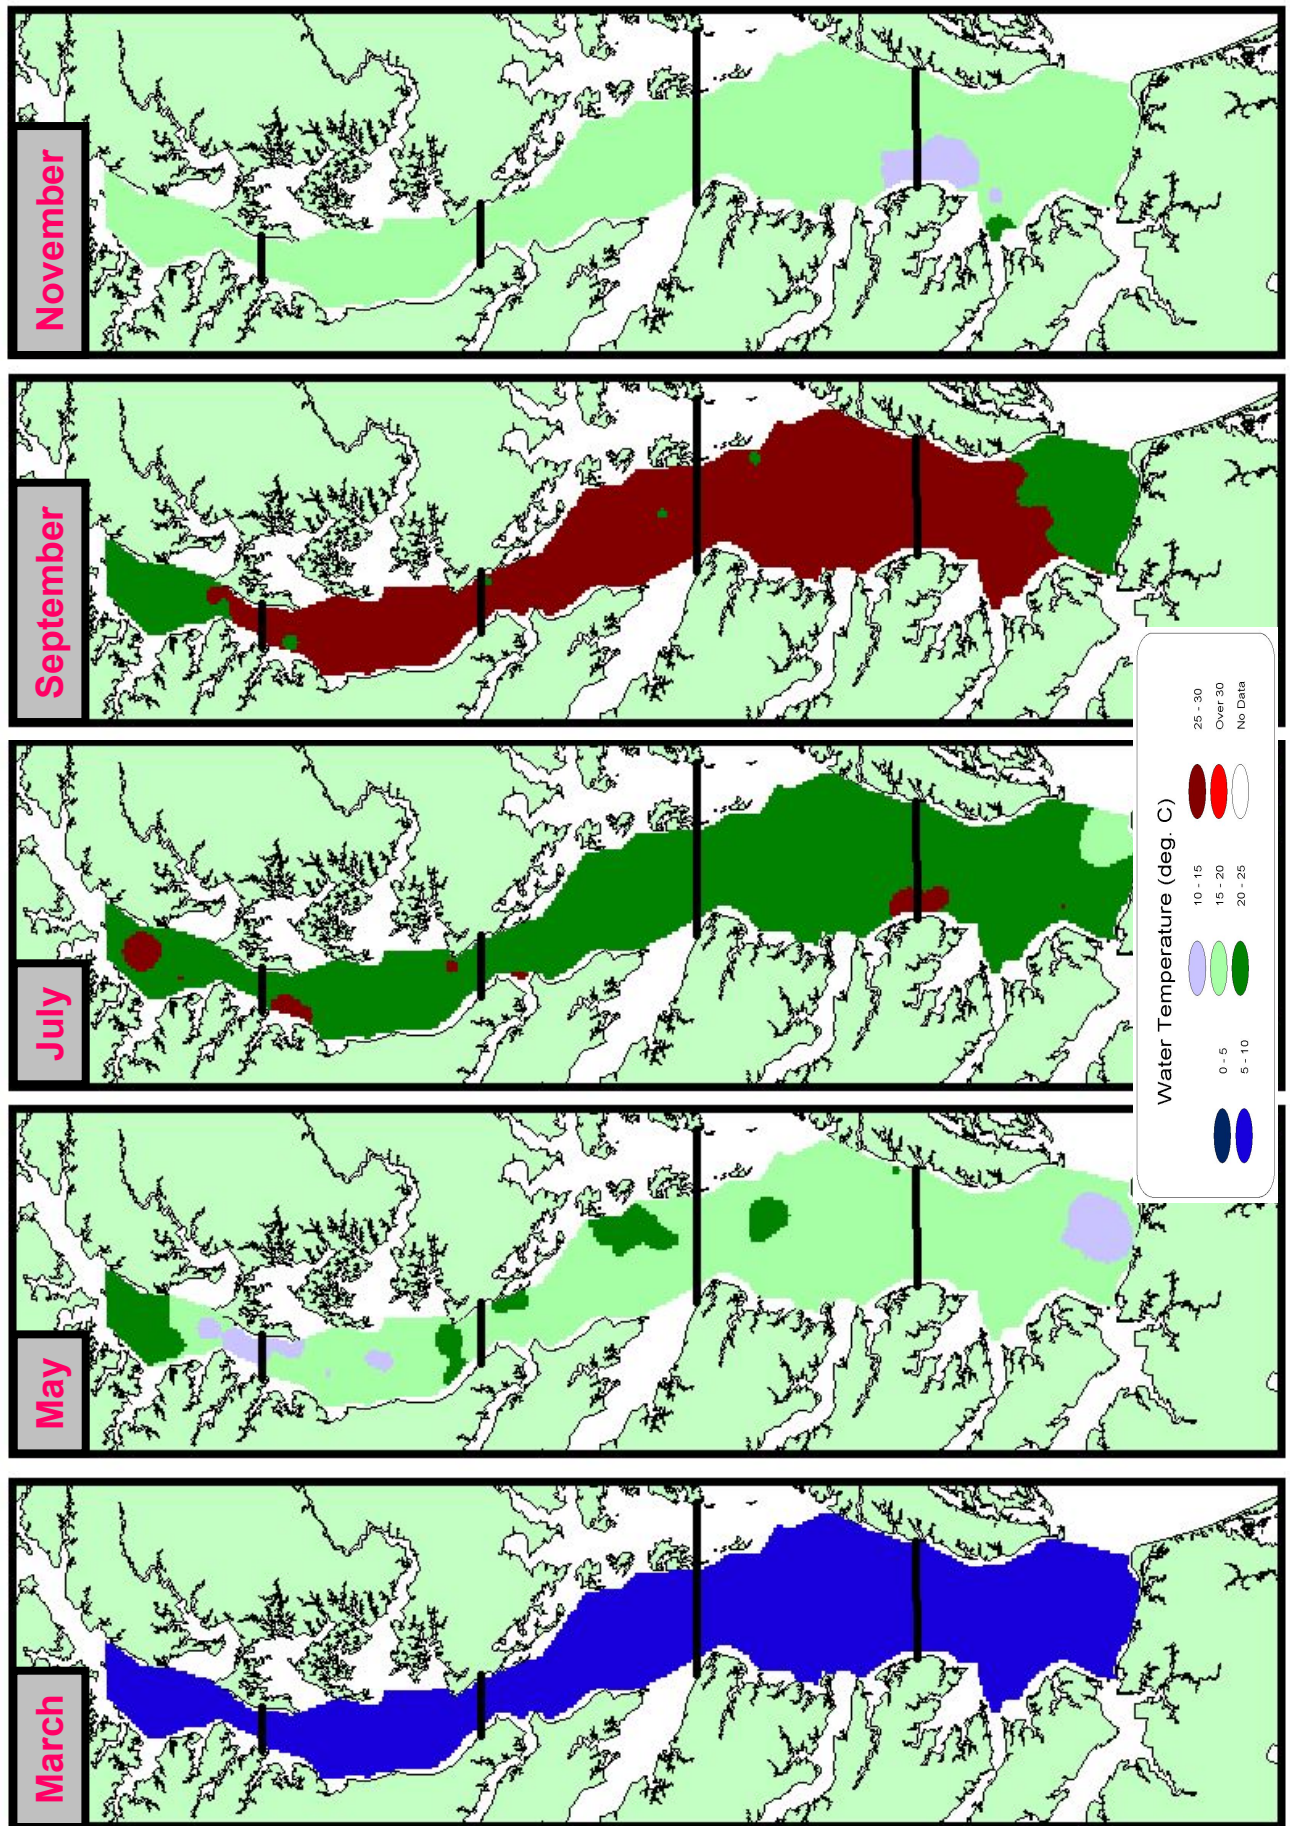 March
May
July
September
November
Water Temperature (deg. C)
0 - 5
5 - 10
10 - 15
15 - 20
20 - 25
25 - 30
Over 30
No Data